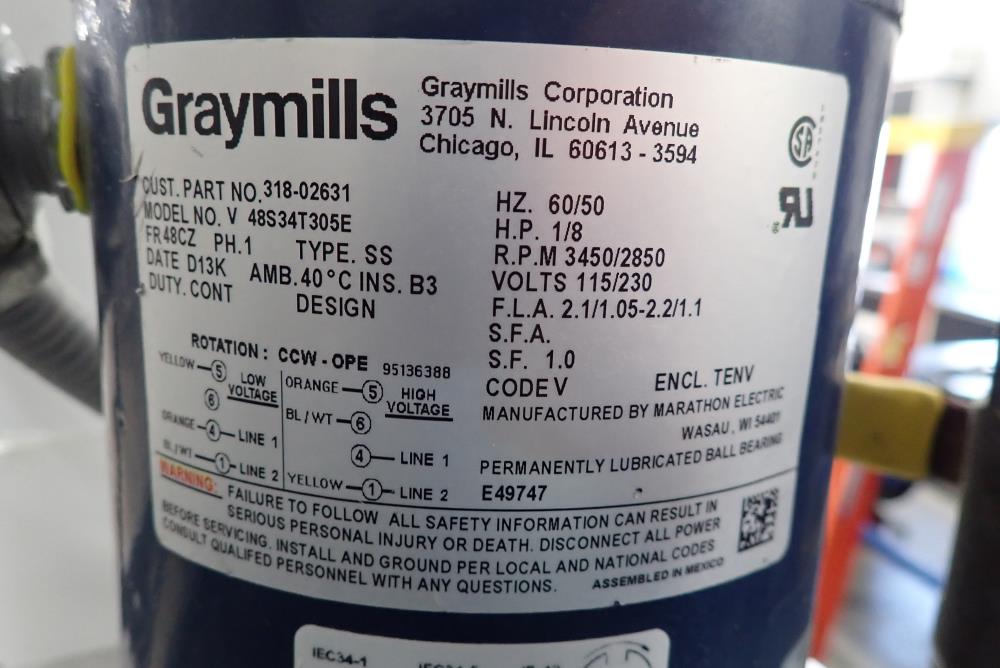 Graymills
Graymills Corporation
3705 N. Lincoln Avenue
Chicago, IL 60613-3594
CUST. PART NO. 318-02631
MODEL NO. V 48S34T305E
FR 48CZ PH.1 TYPE. SS
DATE D13K AMB. 40°C INS. B3
DUTY. CONT DESIGN
HZ. 60/50
H.P. 1/8
R.P.M 3450/2850
VOLTS 115/230
F.L.A. 2.1/1.05-2.2/1.1
S.F.A.
S.F. 1.0
CODE V ENCL. TENV
ROTATION: CCW-OPE 95136388
YELLOW 5 LOW VOLTAGE
6
ORANGE 4 LINE 1
BL/WT 1 LINE 2
ORANGE 5 HIGH VOLTAGE
BL/WT 6
4 LINE 1
YELLOW 1 LINE 2
MANUFACTURED BY MARATHON ELECTRIC
WASAU, WI 54401
PERMANENTLY LUBRICATED BALL BEARING
E49747
WARNING: FAILURE TO FOLLOW ALL SAFETY INFORMATION CAN RESULT IN
SERIOUS PERSONAL INJURY OR DEATH. DISCONNECT ALL POWER
BEFORE SERVICING. INSTALL AND GROUND PER LOCAL AND NATIONAL CODES
CONSULT QUALIFED PERSONNEL WITH ANY QUESTIONS.
ASSEMBLED IN MEXICO
IEC34-1